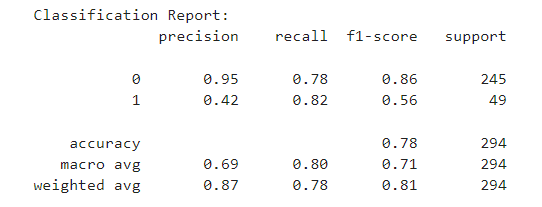 Classification Report:
precision recall f1-score support
0 0.95 0.78 0.86 245
1 0.42 0.82 0.56 49
accuracy 0.78 294
macro avg 0.69 0.80 0.71 294
weighted avg 0.87 0.78 0.81 294